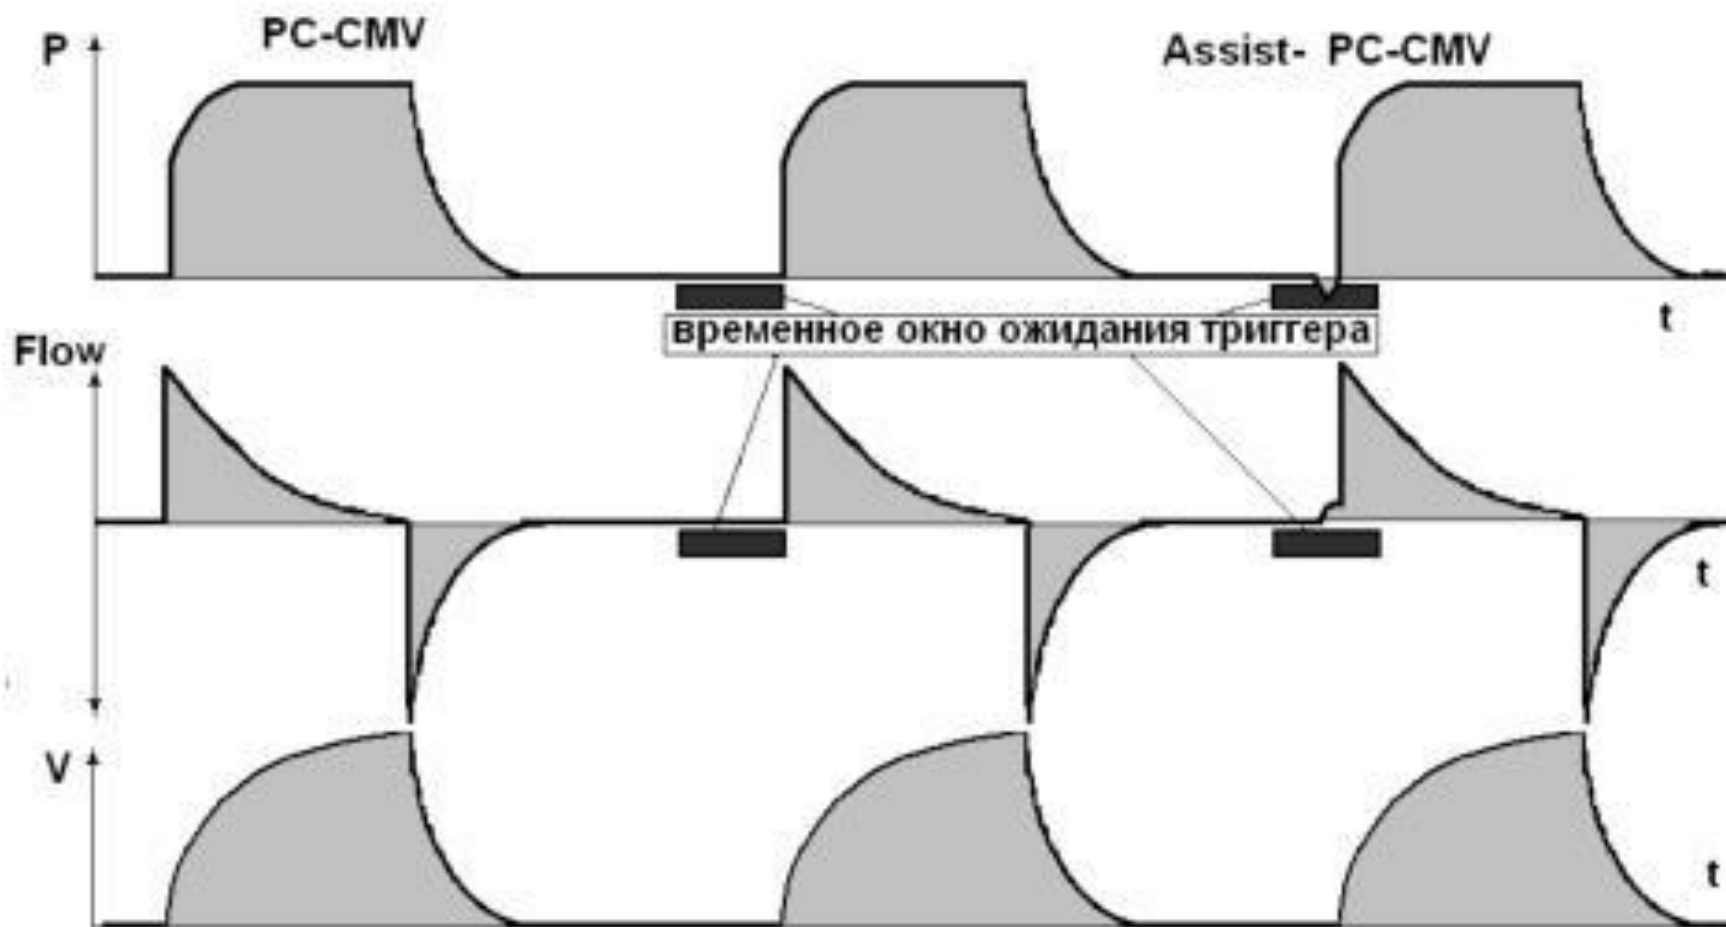 PC-CMV
P
Assist- PC-CMV
временное окно ожидания триггера
t
Flow
t
V
t